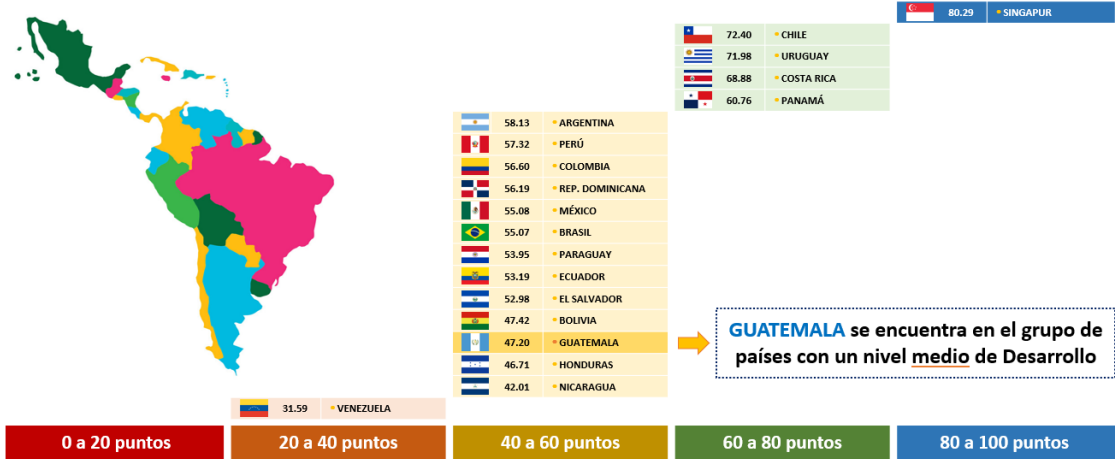 80.29 SINGAPUR
72.40 CHILE
71.98 URUGUAY
68.88 COSTA RICA
60.76 PANAMÁ
58.13 ARGENTINA
57.32 PERÚ
56.60 COLOMBIA
56.19 REP. DOMINICANA
55.08 MÉXICO
55.07 BRASIL
53.95 PARAGUAY
53.19 ECUADOR
52.98 EL SALVADOR
47.42 BOLIVIA
47.20 GUATEMALA
46.71 HONDURAS
42.01 NICARAGUA
GUATEMALA se encuentra en el grupo de
países con un nivel medio de Desarrollo
31.59 VENEZUELA
0 a 20 puntos
20 a 40 puntos
40 a 60 puntos
60 a 80 puntos
80 a 100 puntos